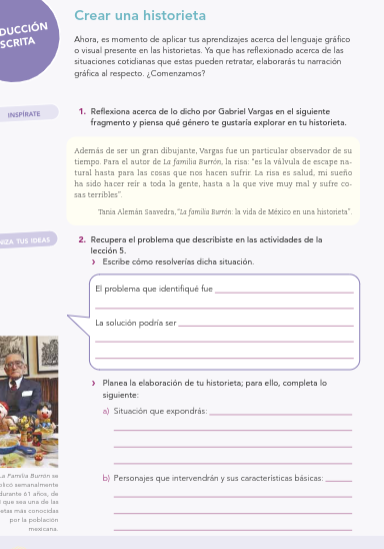 Crear una historieta
DUCCIÓN
SCRITA
Ahora, es momento de aplicar tus aprendizajes acerca del lenguaje gráfico
o visual presente en las historietas. Ya que has reflexionado acerca de las
situaciones cotidianas que estas pueden retratar, elaborarás tu narración
gráfica al respecto. ¿Comenzamos?
INSPÍRATE
1. Reflexiona acerca de lo dicho por Gabriel Vargas en el siguiente
fragmento y piensa qué género te gustaría explorar en tu historieta.
Además de ser un gran dibujante, Vargas fue un particular observador de su
tiempo. Para el autor de La familia Burrón, la risa: "es la válvula de escape na-
tural hasta para las cosas que nos hacen sufrir. La risa es salud, mi sueño
ha sido hacer reír a toda la gente, hasta a la que vive muy mal y sufre co-
sas terribles".
Tania Alemán Saavedra, "La familia Burrón: la vida de México en una historieta".
NIZA TUS IDEAS
2. Recupera el problema que describiste en las actividades de la
lección 5.
› Escribe cómo resolverías dicha situación.
El problema que identifiqué fue
La solución podría ser
› Planea la elaboración de tu historieta; para ello, completa lo
siguiente:
a) Situación que expondrás:
b) Personajes que intervendrán y sus características básicas:
La Familia Burrón se
blicó semanalmente
durante 61 años, de
que sea una de las
etas más conocidas
por la población
mexicana.